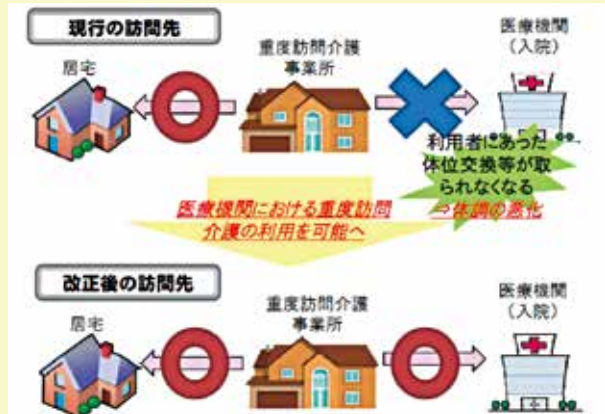 現行の訪問先
居宅
重度訪問介護
事業所
医療機関
（入院）
利用者にあった
体位交換等が取
られなくなる
⇒体調の悪化
医療機関における重度訪問
介護の利用を可能へ
改正後の訪問先
居宅
重度訪問介護
事業所
医療機関
（入院）